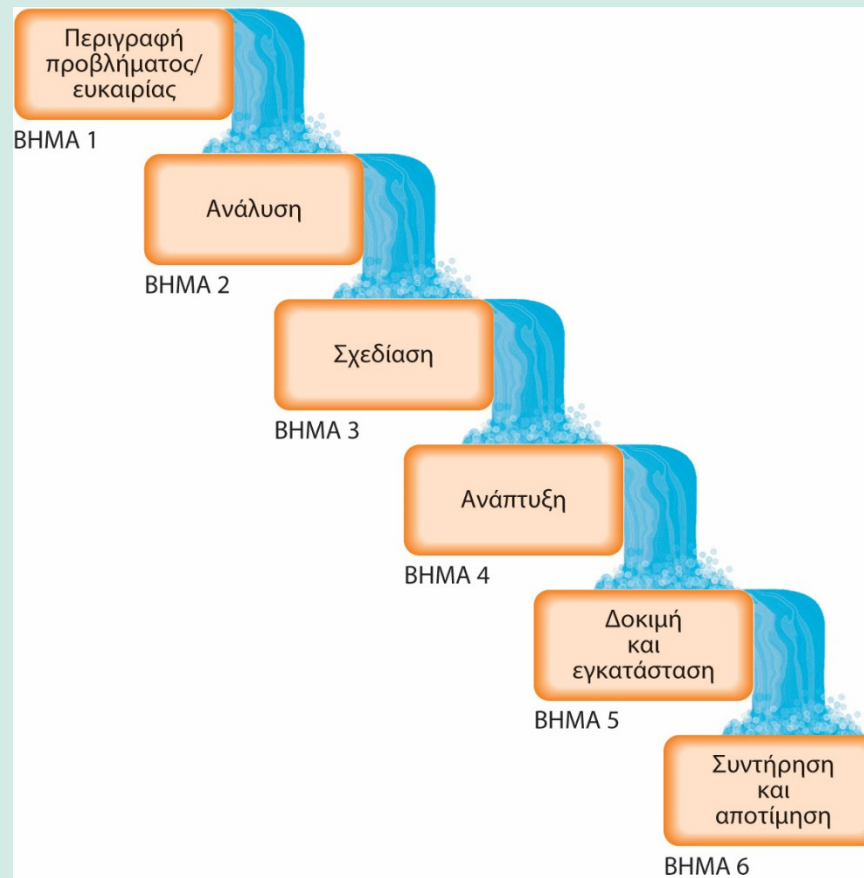 Περιγραφή
προβλήματος/
ευκαιρίας
ΒΗΜΑ 1
Ανάλυση
ΒΗΜΑ 2
Σχεδίαση
ΒΗΜΑ 3
Ανάπτυξη
ΒΗΜΑ 4
Δοκιμή
και
εγκατάσταση
ΒΗΜΑ 5
Συντήρηση
και
αποτίμηση
ΒΗΜΑ 6